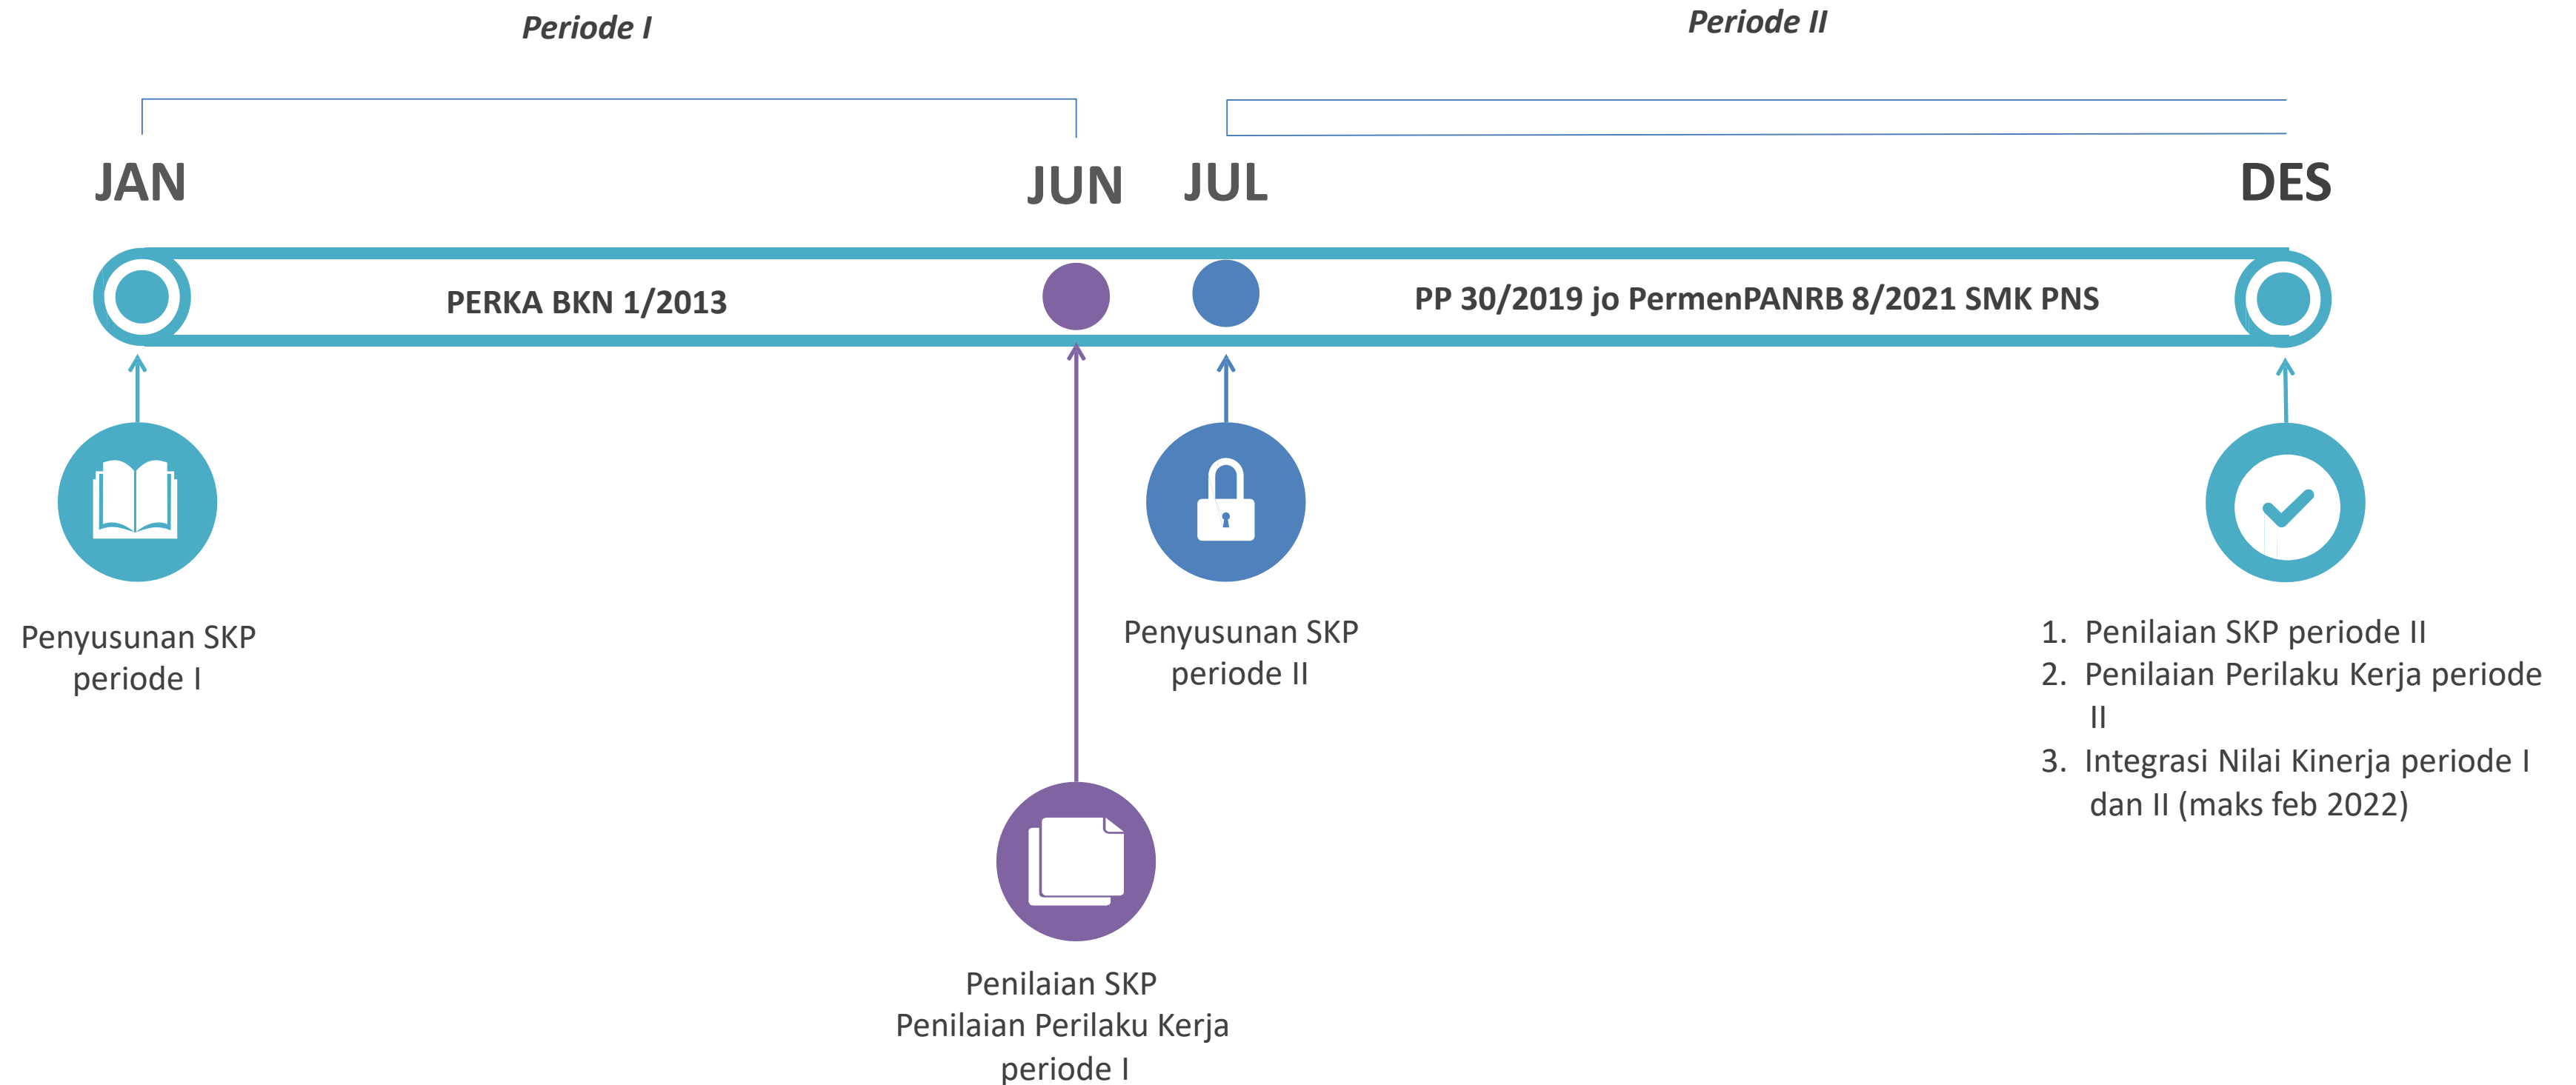 Periode I
Periode II
JAN
JUN
JUL
DES
PERKA BKN 1/2013
PP 30/2019 jo PermenPANRB 8/2021 SMK PNS
Penyusunan SKP
periode I
Penyusunan SKP
periode II
1. Penilaian SKP periode II
2. Penilaian Perilaku Kerja periode
II
3. Integrasi Nilai Kinerja periode I
dan II (maks feb 2022)
Penilaian SKP
Penilaian Perilaku Kerja
periode I